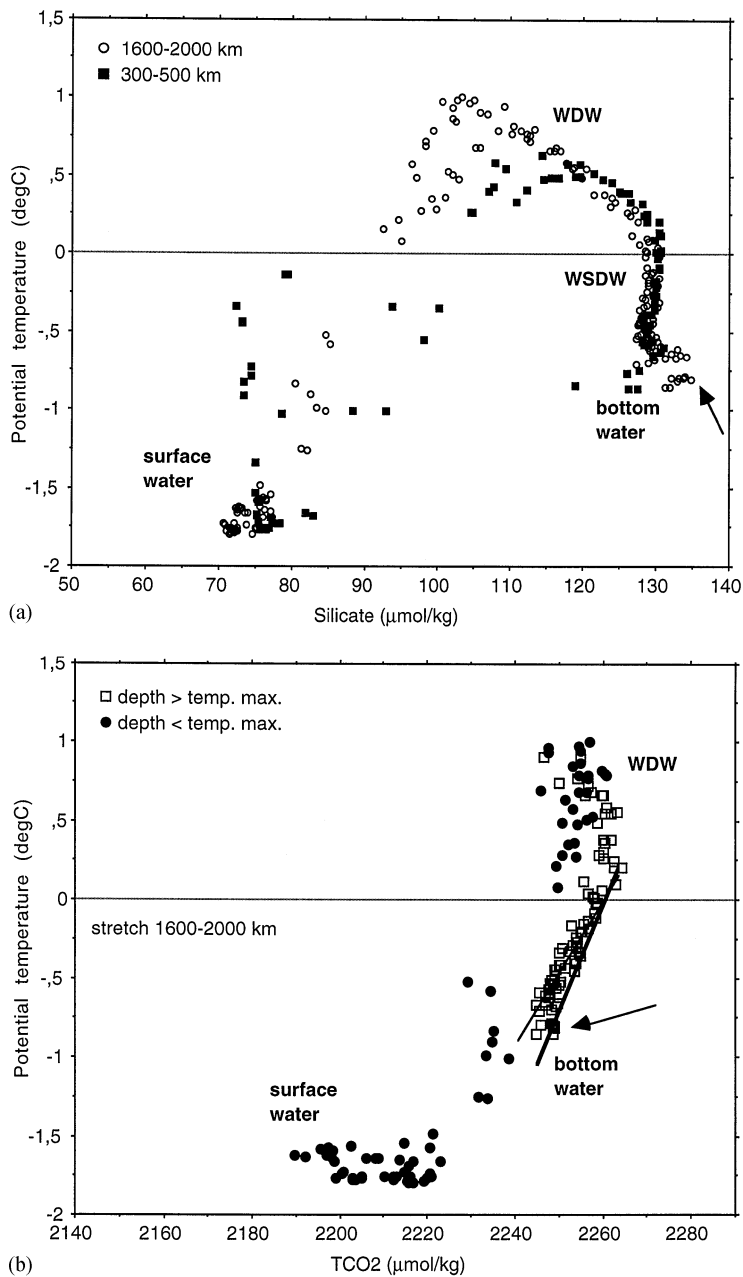 1,5
1
,5
0
-,5
-1
-1,5
-2
Potential temperature (degC)
1600-2000 km
300-500 km
WDW
WSDW
bottom
water
surface
water
50 60 70 80 90 100 110 120 130 140
Silicate (μmol/kg)
(a)
1,5
1
,5
0
-,5
-1
-1,5
-2
Potential temperature (degC)
depth > temp. max.
depth < temp. max.
WDW
stretch 1600-2000 km
bottom
water
surface
water
2140 2160 2180 2200 2220 2240 2260 2280
TCO2 (μmol/kg)
(b)